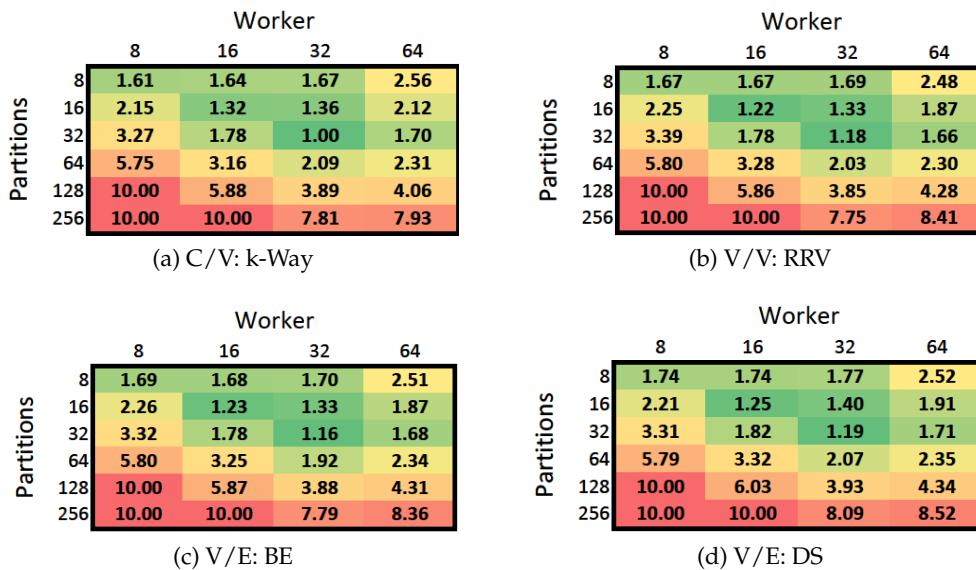 Worker
8 16 32 64
Partitions
8 1.61 1.64 1.67 2.56
16 2.15 1.32 1.36 2.12
32 3.27 1.78 1.00 1.70
64 5.75 3.16 2.09 2.31
128 10.00 5.88 3.89 4.06
256 10.00 10.00 7.81 7.93
(a) C/V: k-Way
Worker
8 16 32 64
Partitions
8 1.67 1.67 1.69 2.48
16 2.25 1.22 1.33 1.87
32 3.39 1.78 1.18 1.66
64 5.80 3.28 2.03 2.30
128 10.00 5.86 3.85 4.28
256 10.00 10.00 7.75 8.41
(b) V/V: RRV
Worker
8 16 32 64
Partitions
8 1.69 1.68 1.70 2.51
16 2.26 1.23 1.33 1.87
32 3.32 1.78 1.16 1.68
64 5.80 3.25 1.92 2.34
128 10.00 5.87 3.88 4.31
256 10.00 10.00 7.79 8.36
(c) V/E: BE
Worker
8 16 32 64
Partitions
8 1.74 1.74 1.77 2.52
16 2.21 1.25 1.40 1.91
32 3.31 1.82 1.19 1.71
64 5.79 3.32 2.07 2.35
128 10.00 6.03 3.93 4.34
256 10.00 10.00 8.09 8.52
(d) V/E: DS